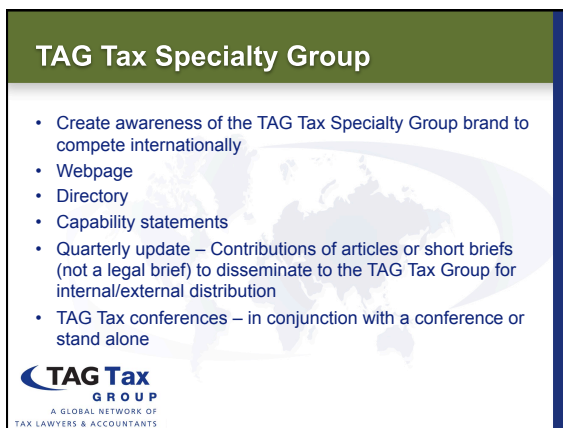 TAG Tax Specialty Group
• Create awareness of the TAG Tax Specialty Group brand to
compete internationally
• Webpage
• Directory
• Capability statements
• Quarterly update – Contributions of articles or short briefs
(not a legal brief) to disseminate to the TAG Tax Group for
internal/external distribution
• TAG Tax conferences – in conjunction with a conference or
stand alone
TAG Tax
GROUP
A GLOBAL NETWORK OF
TAX LAWYERS & ACCOUNTANTS